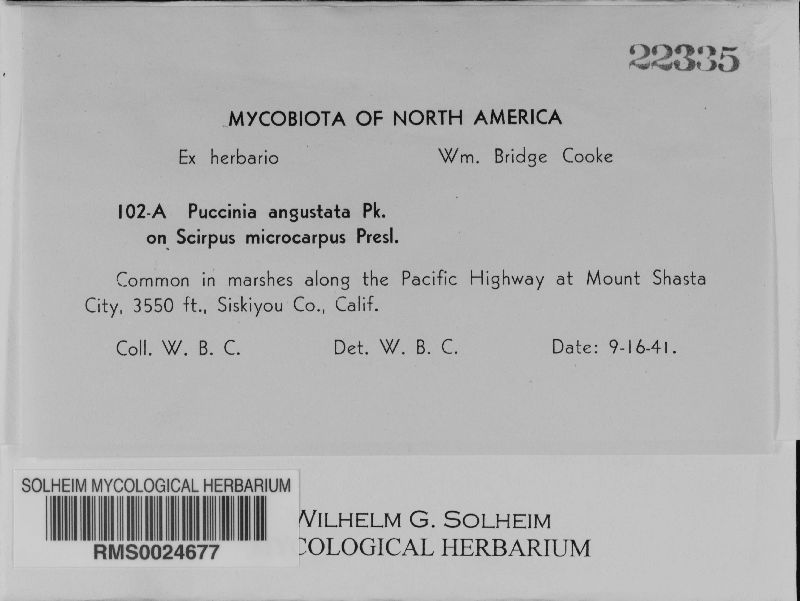 22335
MYCOBIOTA OF NORTH AMERICA
Ex herbario Wm. Bridge Cooke
102-A Puccinia angustata Pk.
on Scirpus microcarpus Presl.
Common in marshes along the Pacific Highway at Mount Shasta
City, 3550 ft., Siskiyou Co., Calif.
Coll. W. B. C. Det. W. B. C. Date: 9-16-41.
SOLHEIM MYCOLOGICAL HERBARIUM
RMS0024677
WILHELM G. SOLHEIM
COLOGICAL HERBARIUM